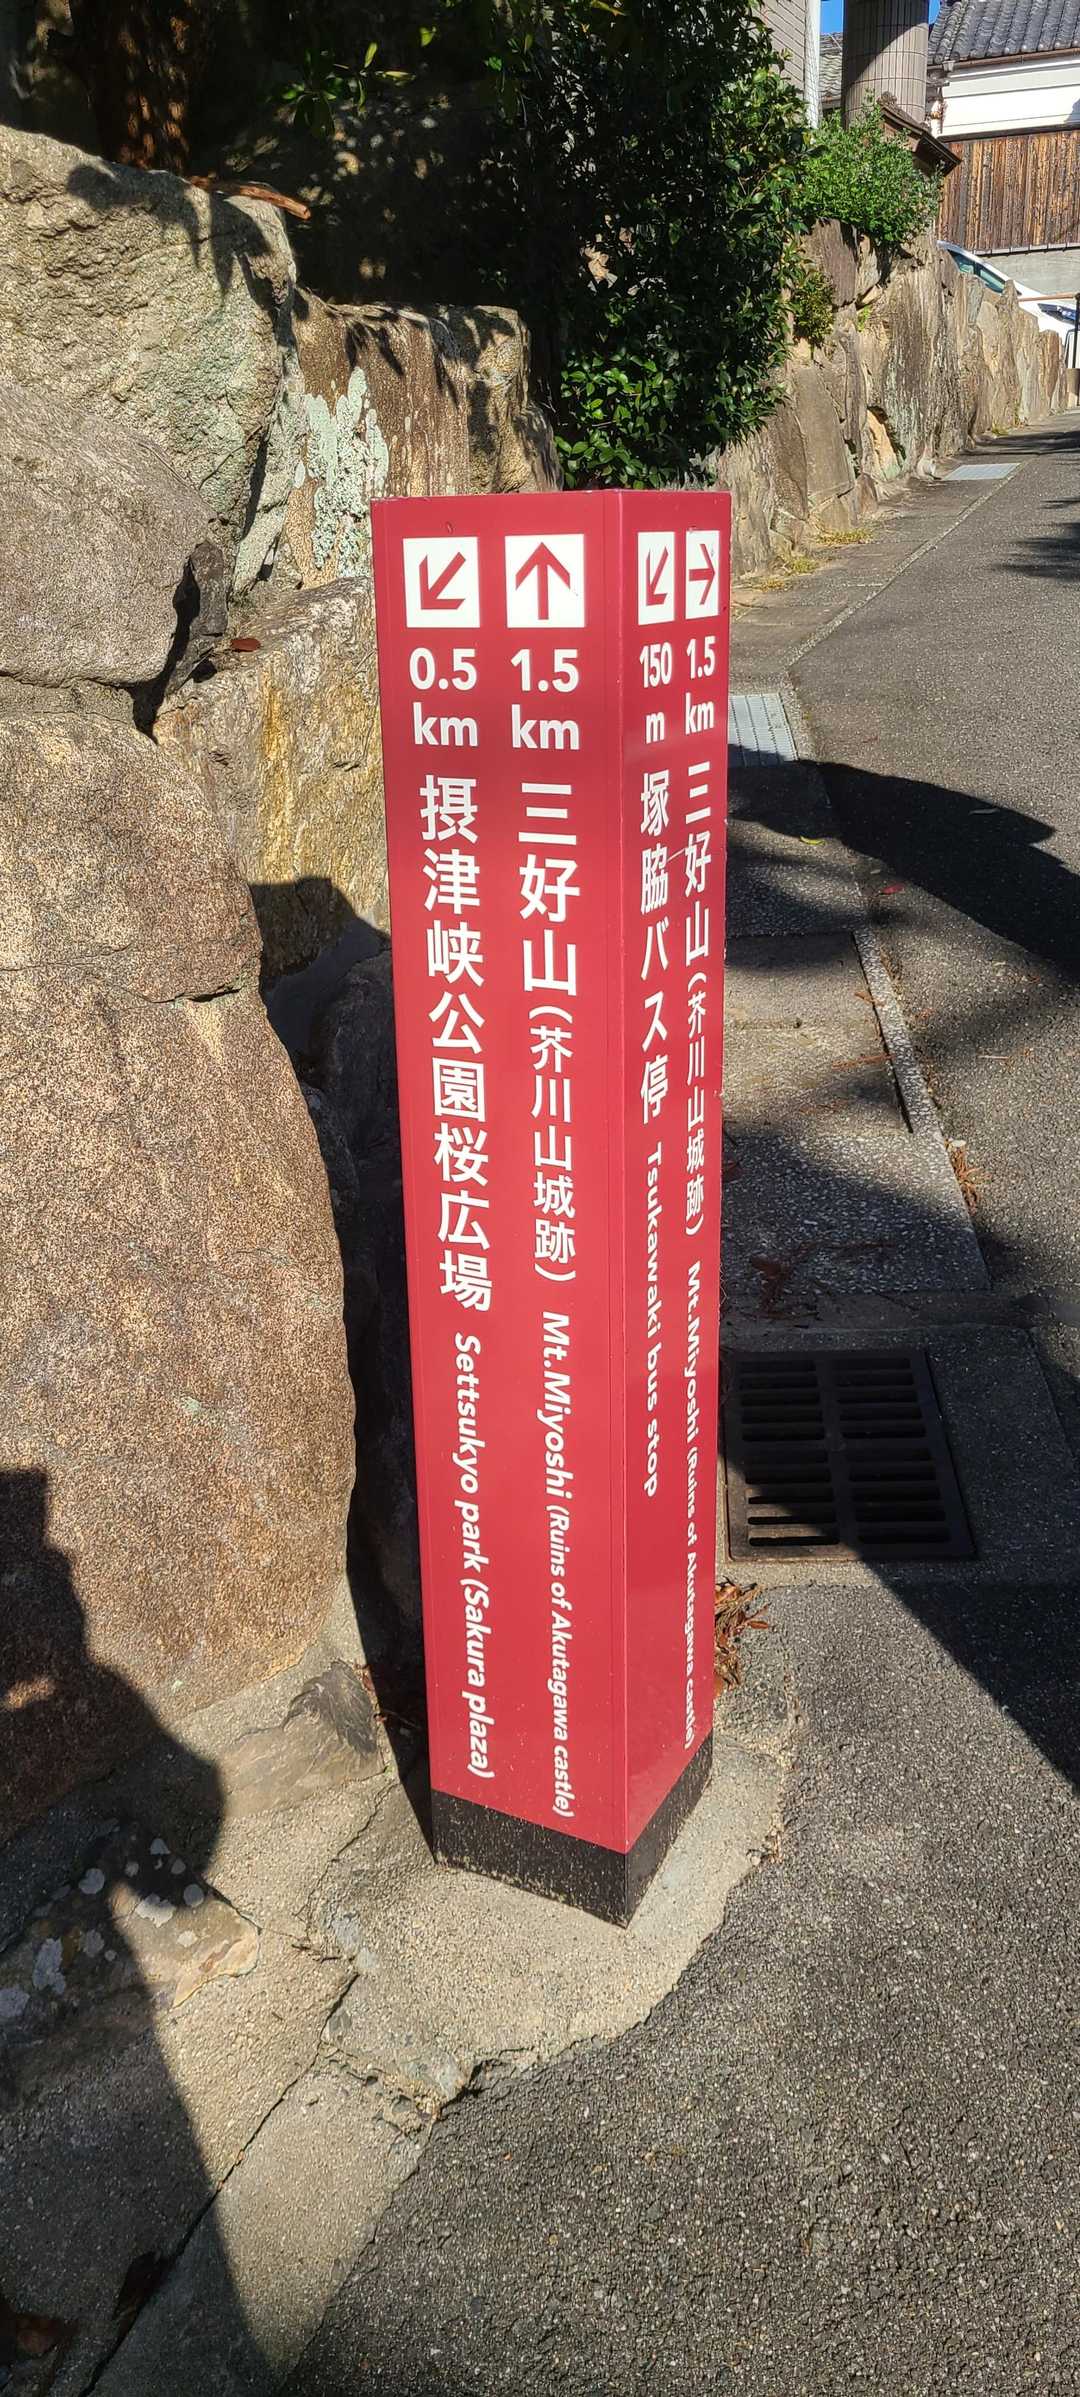 0.5 km 摂津峡公園桜広場 Settsukyo park (Sakura plaza)
1.5 km 三好山(芥川山城跡) Mt.Miyoshi (Ruins of Akutagawa castle)
150 m 塚脇バス停 Tsukawaki bus stop
1.5 km 三好山(芥川山城跡) Mt.Miyoshi (Ruins of Akutagawa castle)